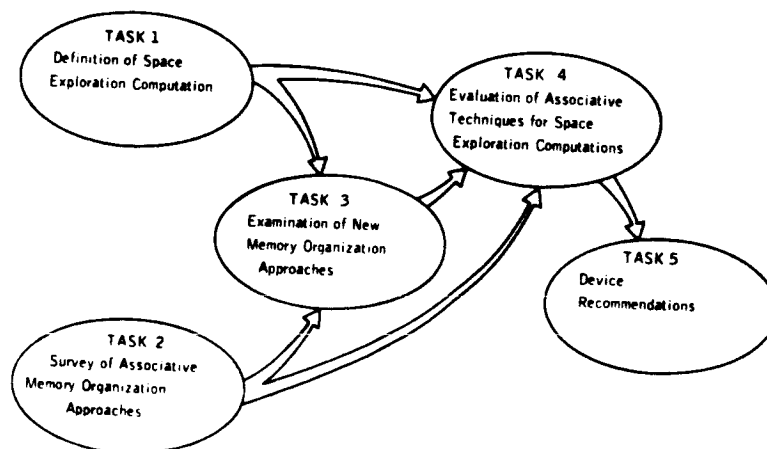 TASK 1
Definition of Space
Exploration Computation
TASK 4
Evaluation of Associative
Techniques for Space
Exploration Computations
TASK 3
Examination of New
Memory Organization
Approaches
TASK 5
Device
Recommendations
TASK 2
Survey of Associative
Memory Organization
Approaches